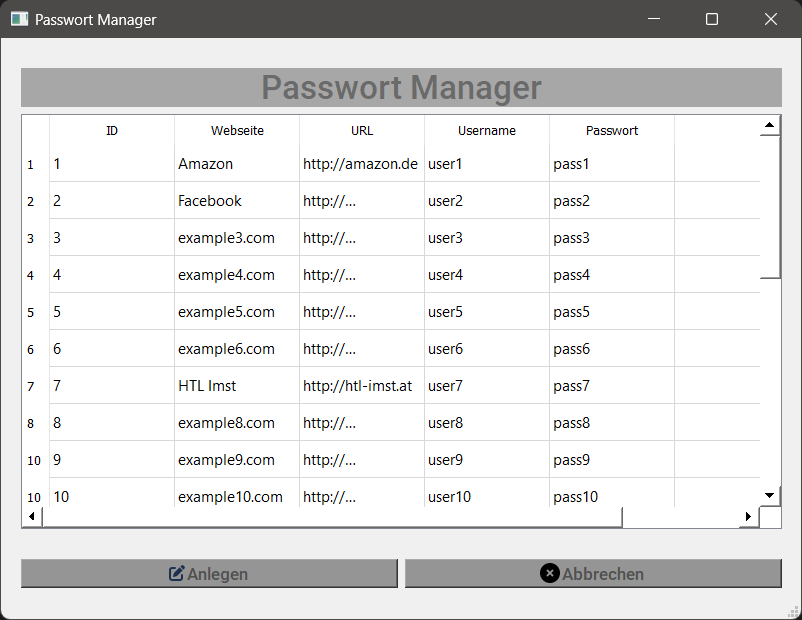 Passwort Manager
Passwort Manager
ID Webseite URL Username Passwort
1 1 Amazon http://amazon.de user1 pass1
2 2 Facebook http://... user2 pass2
3 3 example3.com http://... user3 pass3
4 4 example4.com http://... user4 pass4
5 5 example5.com http://... user5 pass5
6 6 example6.com http://... user6 pass6
7 7 HTL Imst http://htl-imst.at user7 pass7
8 8 example8.com http://... user8 pass8
10 9 example9.com http://... user9 pass9
10 10 example10.com http://... user10 pass10
Anlegen Abbrechen